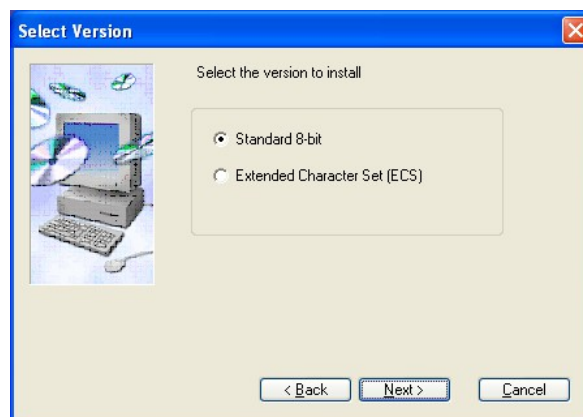 Select Version
Select the version to install
Standard 8-bit
Extended Character Set (ECS)
< Back
Next >
Cancel